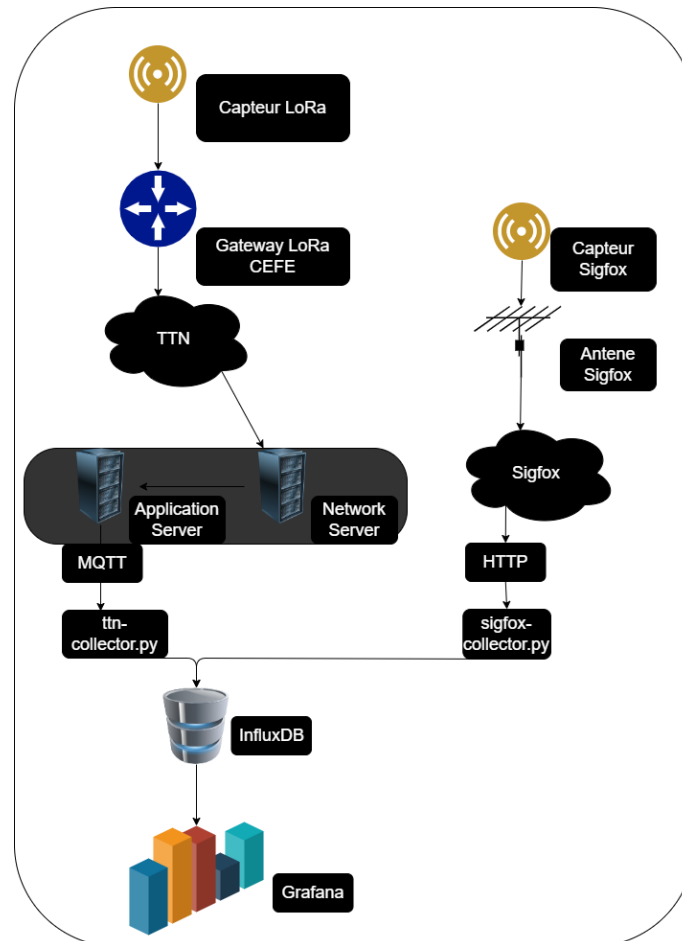 Capteur LoRa
Gateway LoRa
CEFE
Capteur
Sigfox
TTN
Antene
Sigfox
Sigfox
Application
Server
Network
Server
MQTT
HTTP
ttn-
collector.py
sigfox-
collector.py
InfluxDB
Grafana